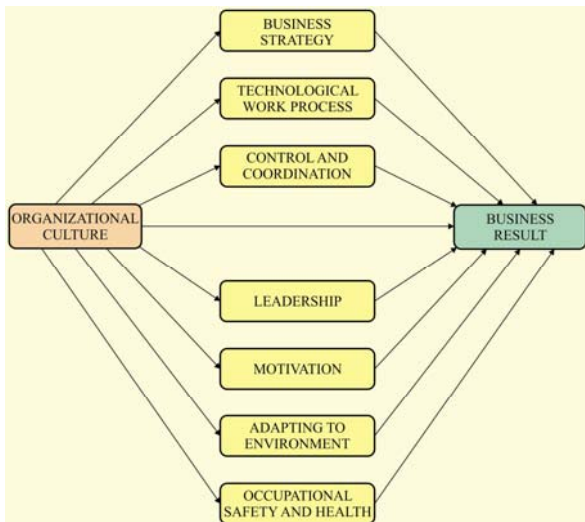 BUSINESS
STRATEGY
TECHNOLOGICAL
WORK PROCESS
CONTROL AND
COORDINATION
ORGANIZATIONAL
CULTURE
BUSINESS
RESULT
LEADERSHIP
MOTIVATION
ADAPTING TO
ENVIRONMENT
OCCUPATIONAL
SAFETY AND HEALTH